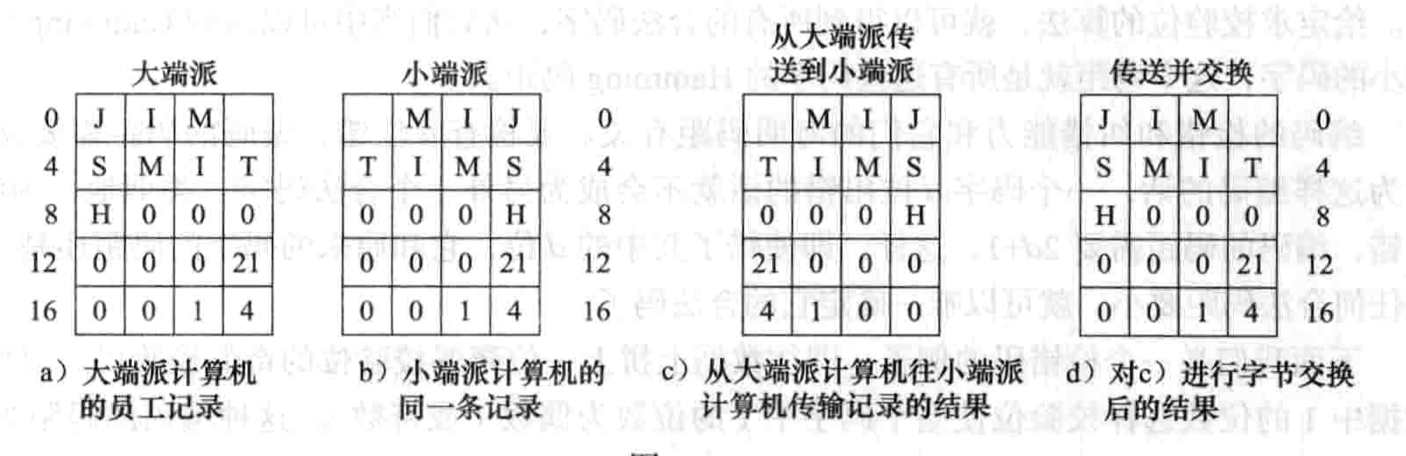 从大端派传
大端派 小端派 送到小端派 传送并交换
0 J I M M I J 0 M I J J I M 0
4 S M I T T I M S 4 T I M S S M I T 4
8 H 0 0 0 0 0 0 H 8 0 0 0 H H 0 0 0 8
12 0 0 0 21 0 0 0 21 12 21 0 0 0 0 0 0 21 12
16 0 0 1 4 0 0 1 4 16 4 1 0 0 0 0 1 4 16
a）大端派计算机 b）小端派计算机的 c）从大端派计算机往小端派 d）对c）进行字节交换
的员工记录 同一条记录 计算机传输记录的结果 后的结果